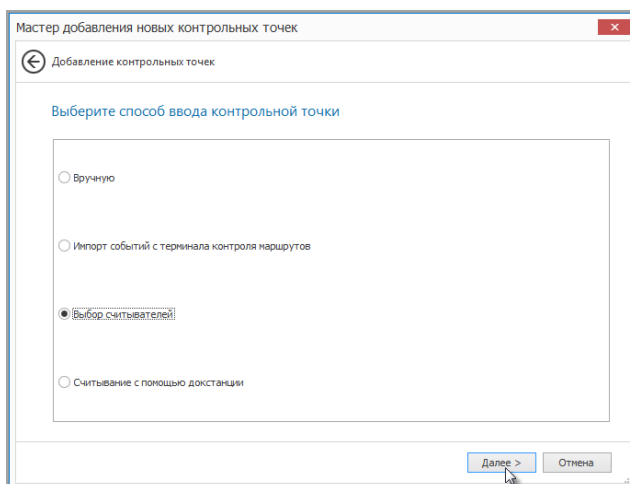 Мастер добавления новых контрольных точек
Добавление контрольных точек
Выберите способ ввода контрольной точки
Вручную
Импорт событий с терминала контроля маршрутов
Выбор считывателей
Считывание с помощью докстанции
Далее >
Отмена